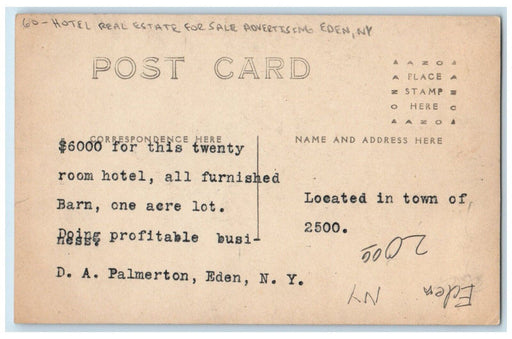 60 - HOTEL REAL ESTATE FOR SALE ADVERTISING EDEN, NY
POST CARD
AZO
PLACE
STAMP
HERE
AZO
CORRESPONDENCE HERE
NAME AND ADDRESS HERE
$6000 for this twenty
room hotel, all furnished
Barn, one acre lot.
Doing profitable busi-
ness.
D. A. Palmerton, Eden, N. Y.
Located in town of
2500.
2000
Eden
NY